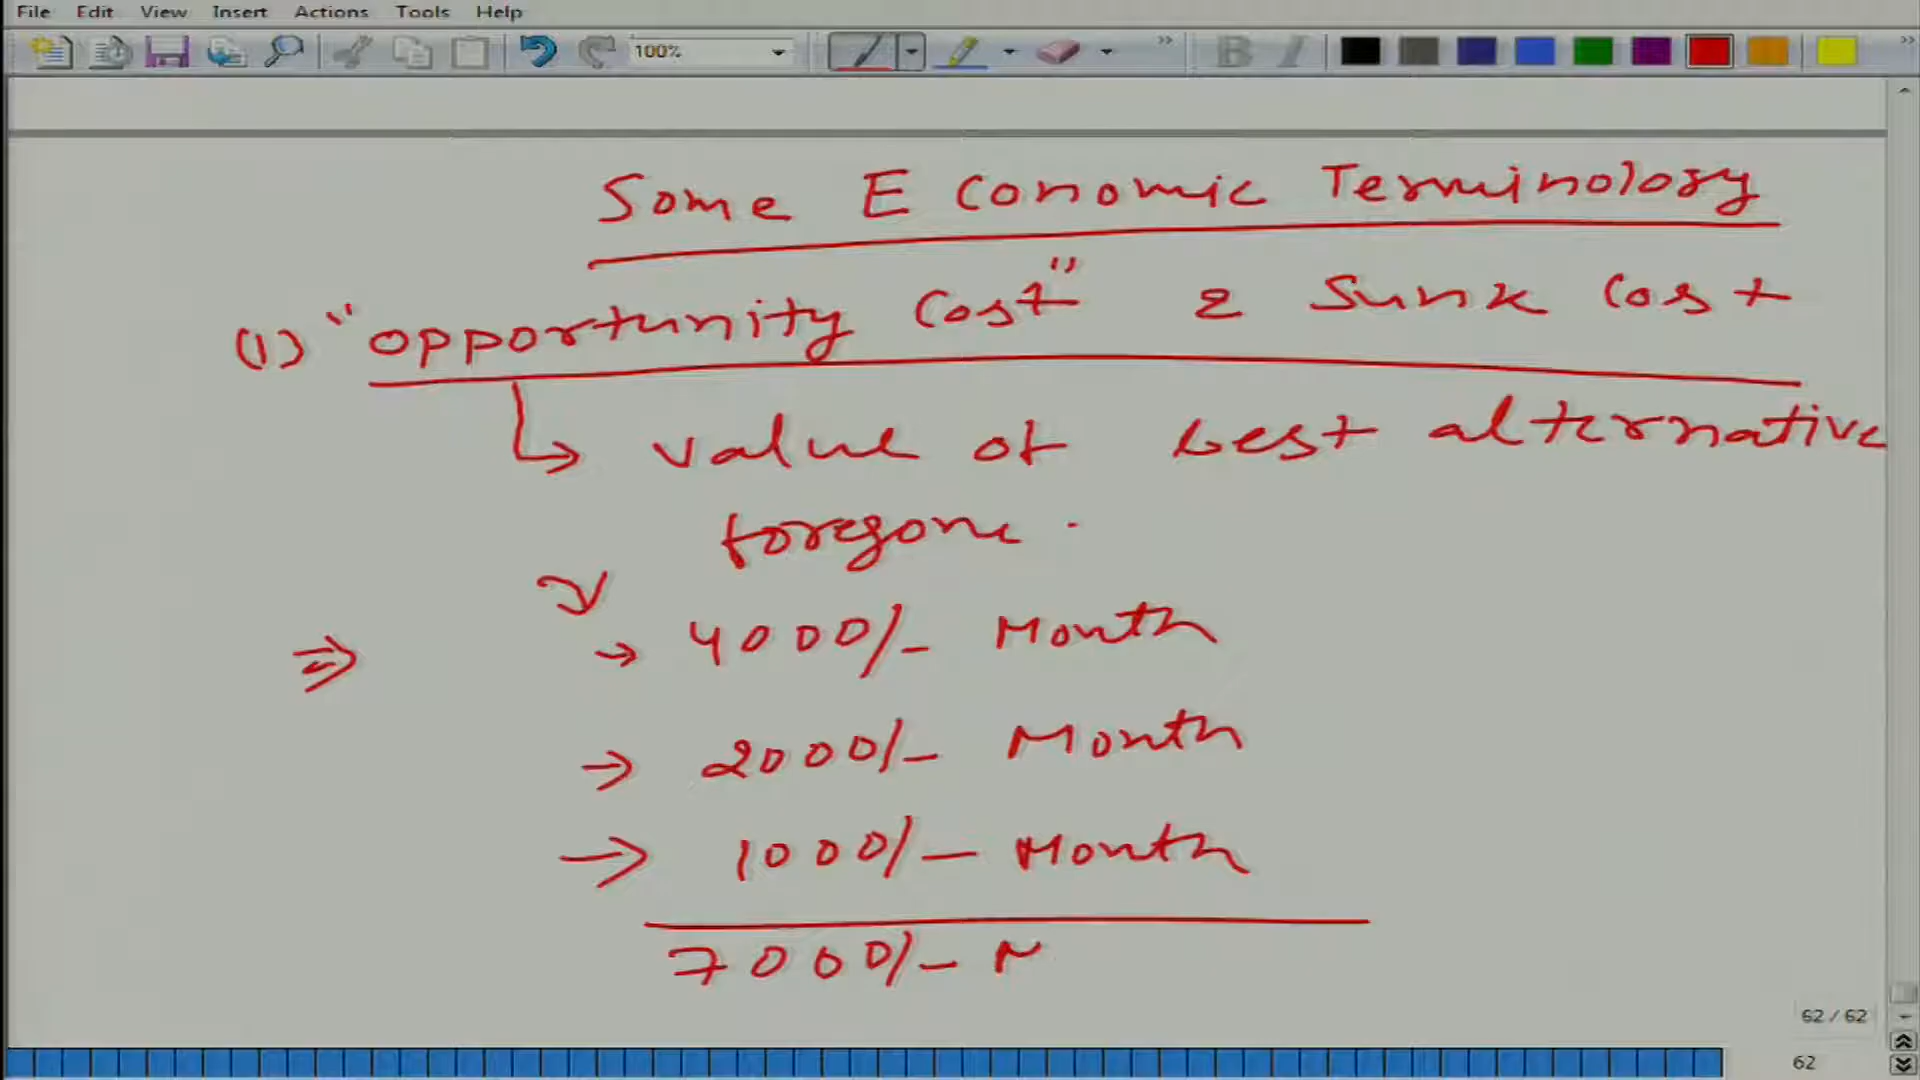 File Edit View Insert Actions Tools Help
100%
Some Economic Terminology
(1) "Opportunity Cost" & Sunk Cost
↳ value of best alternative
foregone.
→ 4000/- Month
→ 2000/- Month
→ 1000/- Month
7000/- M
62 / 62
62